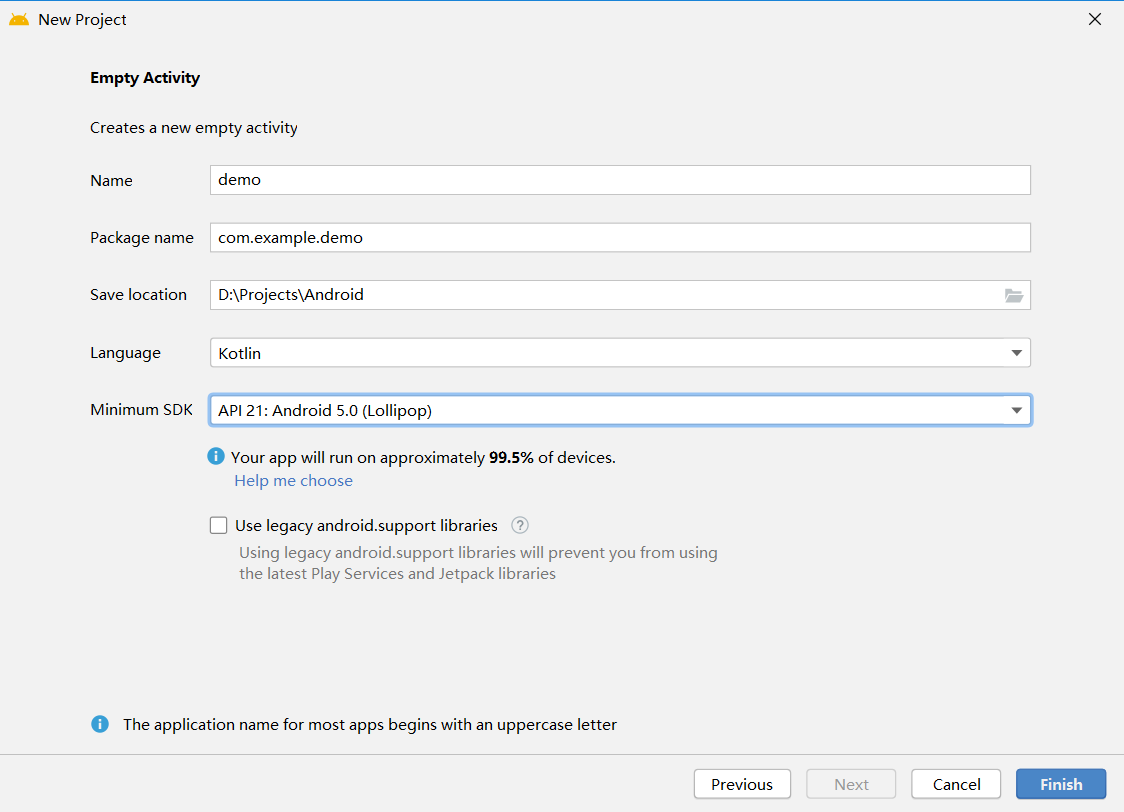 New Project
Empty Activity
Creates a new empty activity
Name demo
Package name com.example.demo
Save location D:\Projects\Android
Language Kotlin
Minimum SDK API 21: Android 5.0 (Lollipop)
Your app will run on approximately 99.5% of devices.
Help me choose
Use legacy android.support libraries ?
Using legacy android.support libraries will prevent you from using
the latest Play Services and Jetpack libraries
The application name for most apps begins with an uppercase letter
Previous Next Cancel Finish